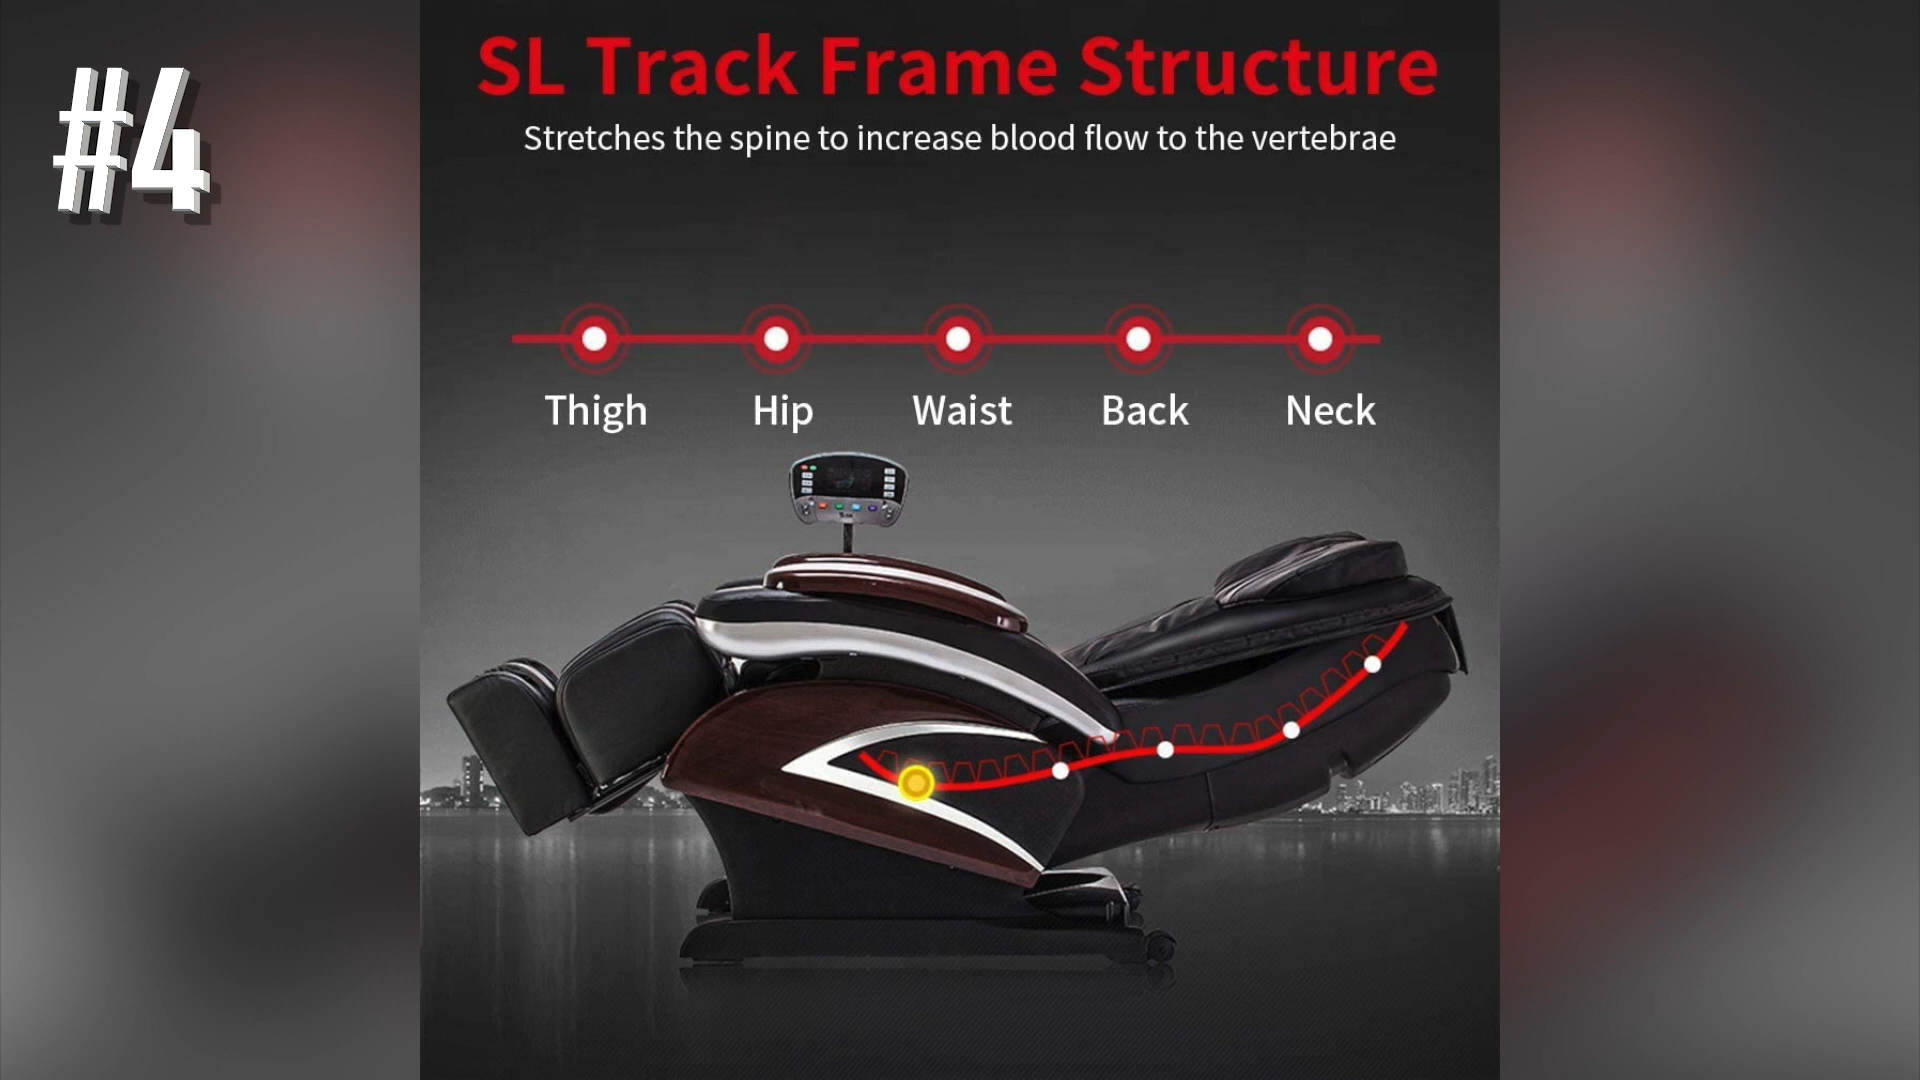 #4
SL Track Frame Structure
Stretches the spine to increase blood flow to the vertebrae
Thigh Hip Waist Back Neck